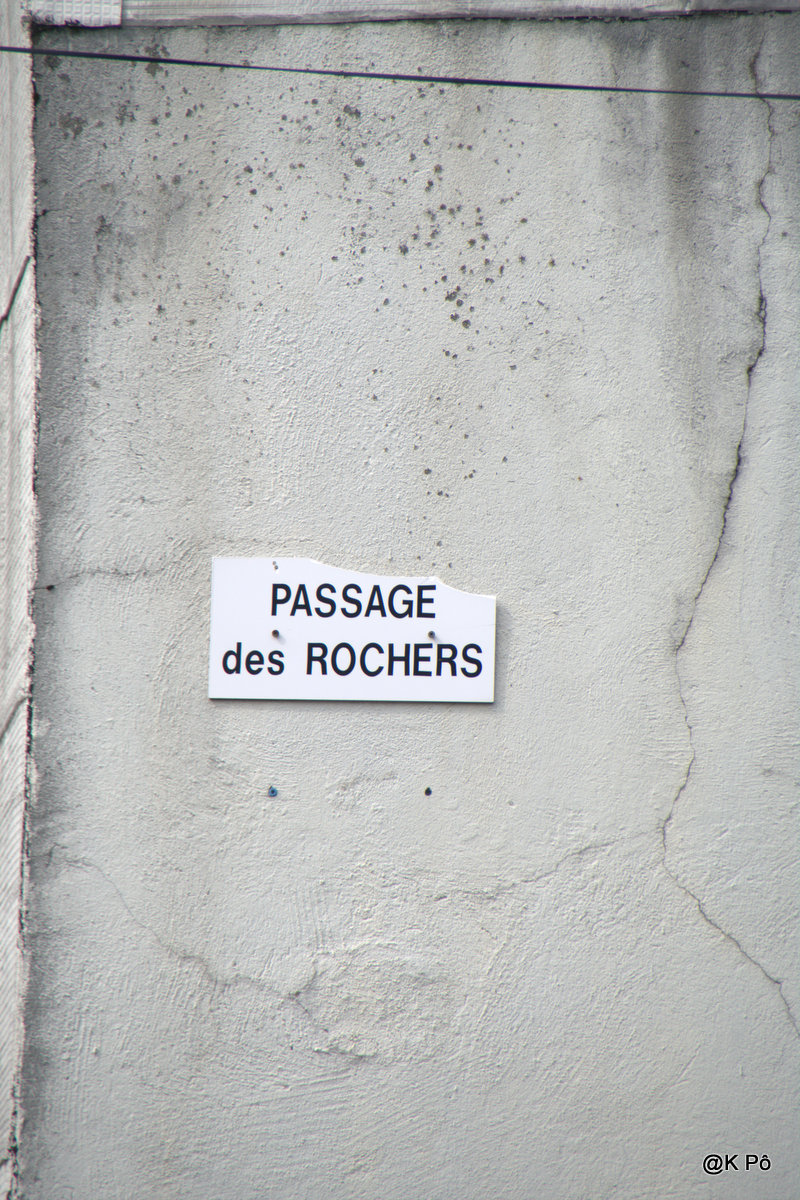 PASSAGE
des ROCHERS
@K Pô